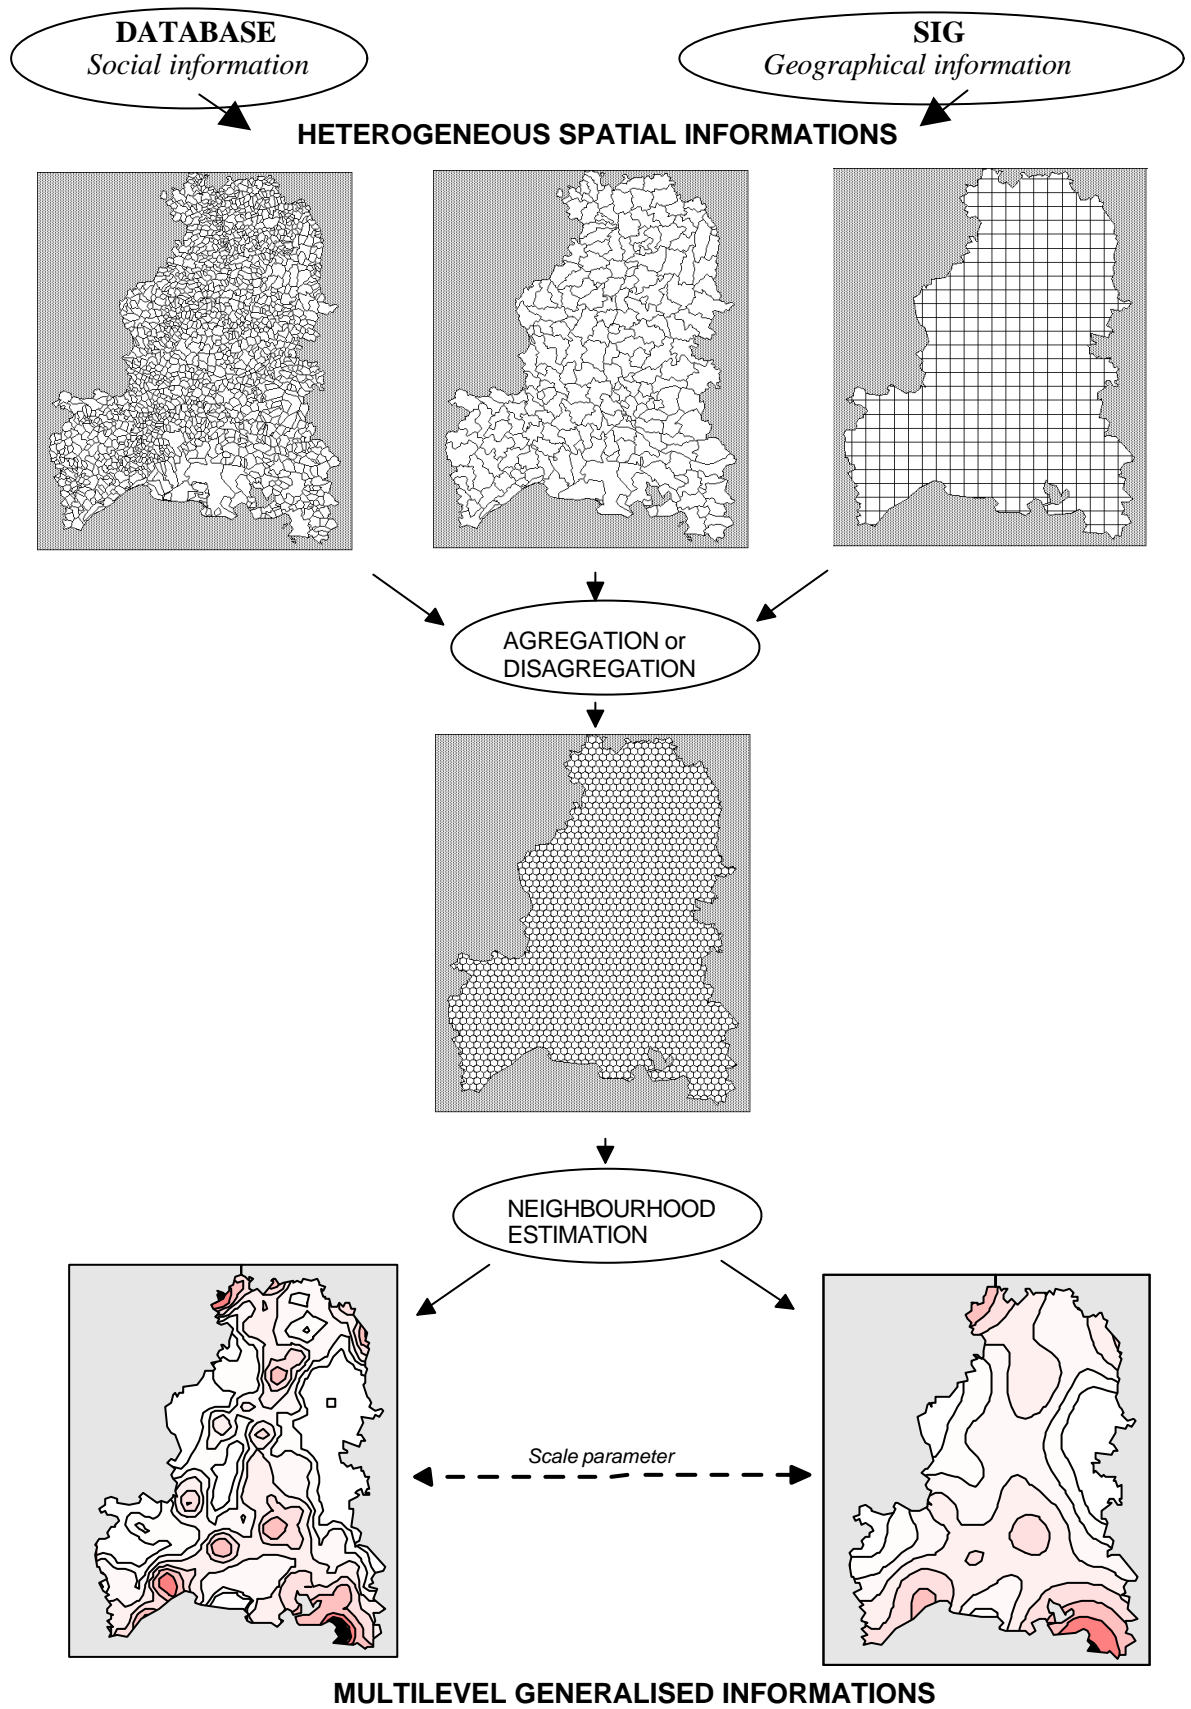 DATABASE
Social information
SIG
Geographical information
HETEROGENEOUS SPATIAL INFORMATIONS
AGREGATION or
DISAGREGATION
NEIGHBOURHOOD
ESTIMATION
Scale parameter
MULTILEVEL GENERALISED INFORMATIONS